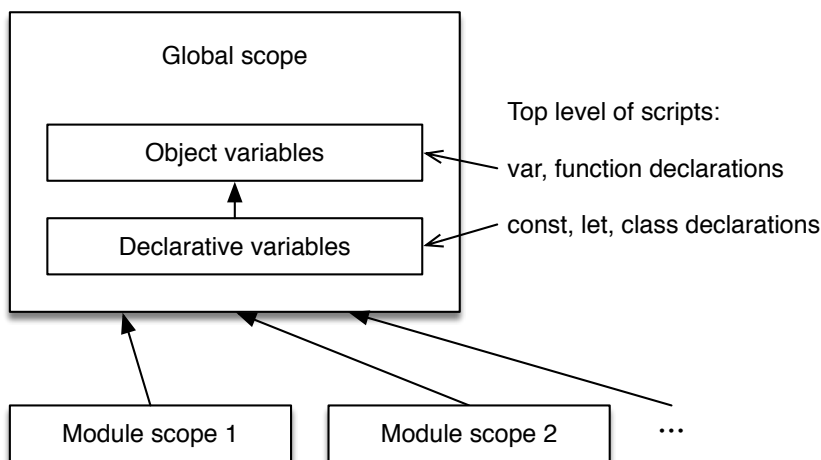 Global scope
Object variables
Declarative variables
Top level of scripts:
var, function declarations
const, let, class declarations
Module scope 1
Module scope 2
...